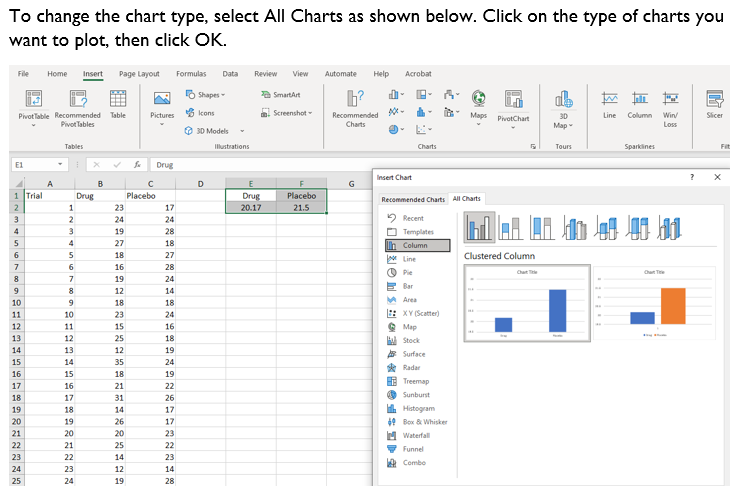 To change the chart type, select All Charts as shown below. Click on the type of charts you
want to plot, then click OK.
File Home Insert Page Layout Formulas Data Review View Automate Help Acrobat
PivotTable Recommended PivotTables Table
Tables
Pictures Shapes Icons 3D Models SmartArt Screenshot
Illustrations
Recommended Charts Maps PivotChart
Charts
3D Map
Tours
Line Column Win/ Loss
Sparklines
Slicer
Filt
E1 fx Drug
A B C D E F G
1 Trial Drug Placebo Drug Placebo
2 1 23 17 20.17 21.5
3 2 24 24
4 3 19 28
5 4 27 18
6 5 18 27
7 6 16 28
8 7 19 24
9 8 12 14
10 9 18 18
11 10 23 24
12 11 15 16
13 12 25 18
14 13 12 19
15 14 35 24
16 15 18 19
17 16 21 22
18 17 31 26
19 18 14 17
20 19 26 17
21 20 20 23
22 21 25 22
23 22 14 23
24 23 12 14
25 24 19 28
Insert Chart ? X
Recommended Charts All Charts
Recent
Templates
Column
Line
Pie
Bar
Area
X Y (Scatter)
Map
Stock
Surface
Radar
Treemap
Sunburst
Histogram
Box & Whisker
Waterfall
Funnel
Combo
Clustered Column
Chart Title
Chart Title